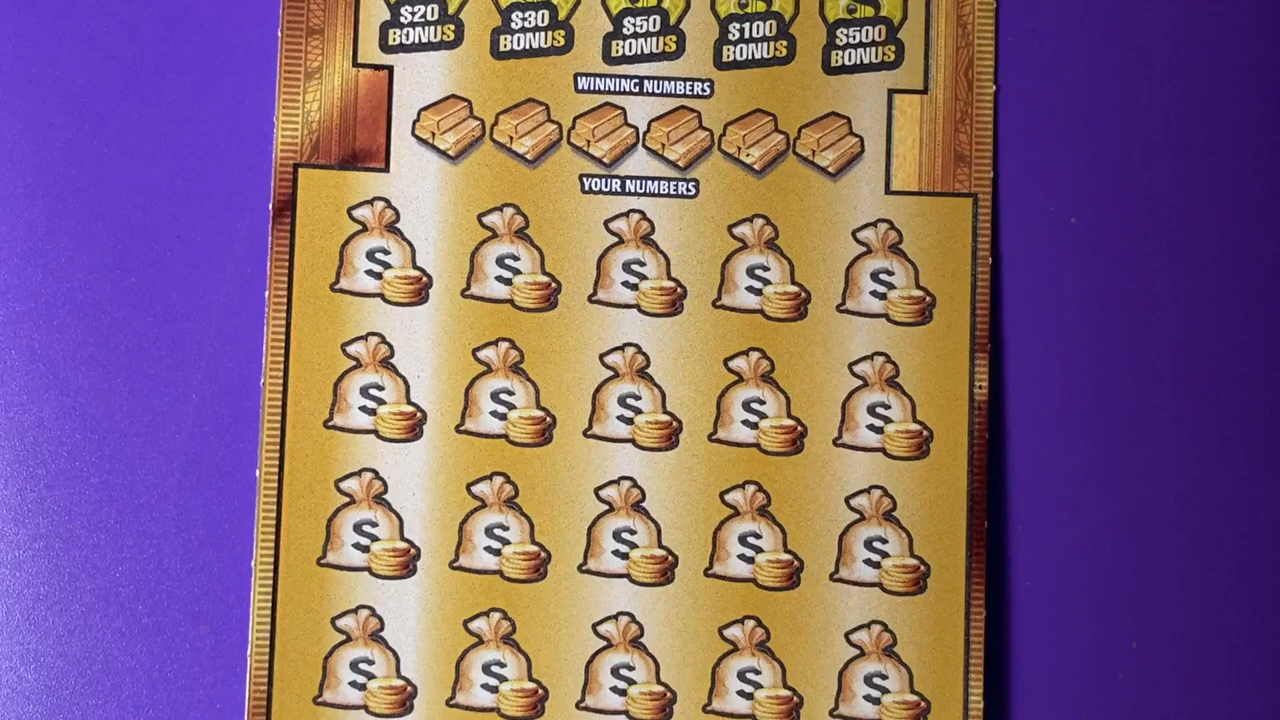 $20 BONUS
$30 BONUS
$50 BONUS
$100 BONUS
$500 BONUS
WINNING NUMBERS
YOUR NUMBERS
$ $ $ $ $
$ $ $ $ $
$ $ $ $ $
$ $ $ $ $